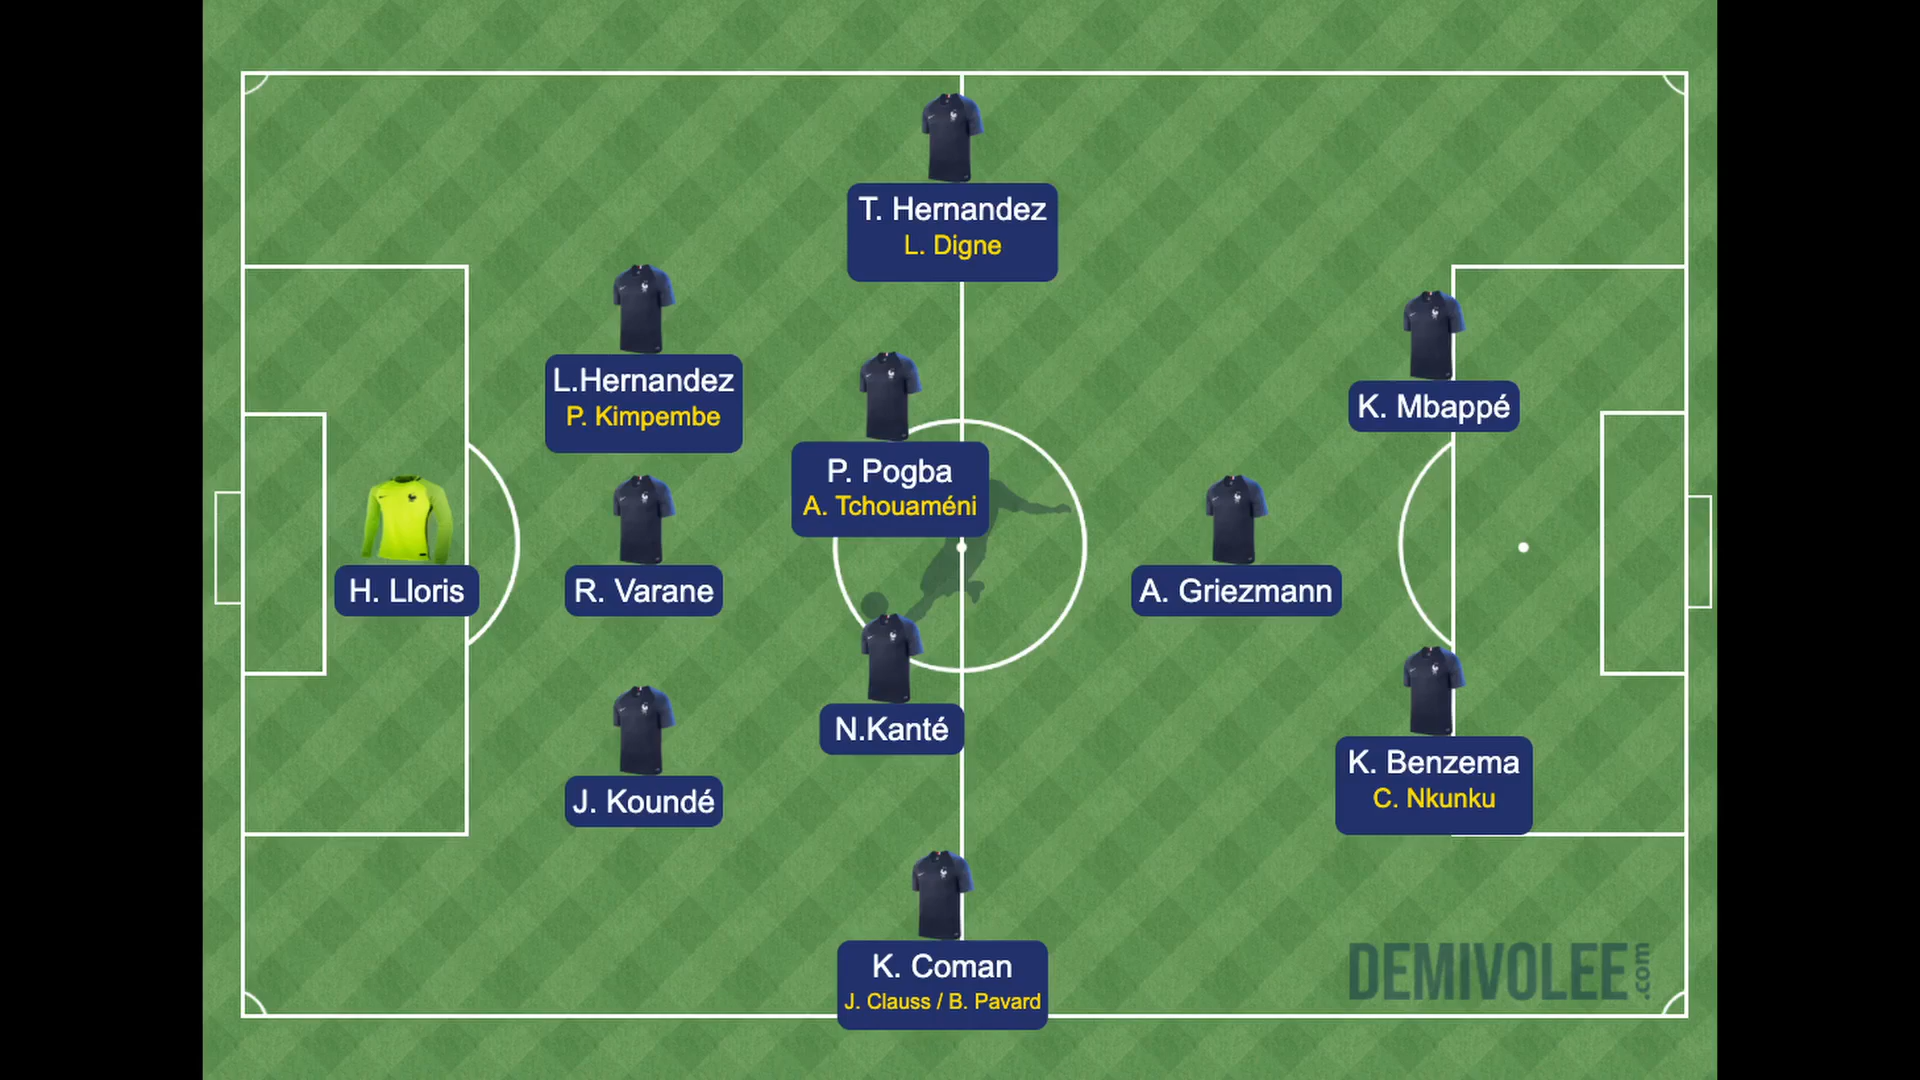 T. Hernandez
L. Digne
L.Hernandez
P. Kimpembe
K. Mbappé
P. Pogba
A. Tchouaméni
H. Lloris
R. Varane
A. Griezmann
N.Kanté
K. Benzema
C. Nkunku
J. Koundé
K. Coman
J. Clauss / B. Pavard
DEMIVOLEE.com